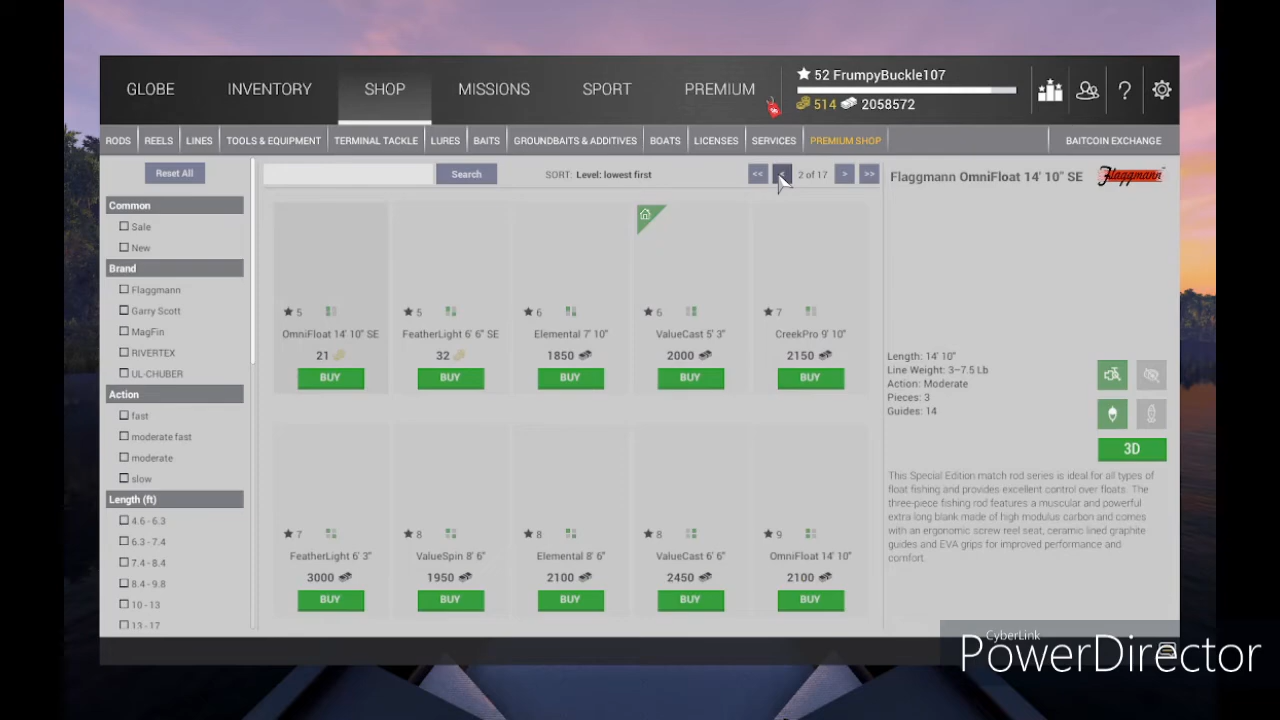 GLOBE INVENTORY SHOP MISSIONS SPORT PREMIUM
52 FrumpyBuckle107
514 2058572
RODS REELS LINES TOOLS & EQUIPMENT TERMINAL TACKLE LURES BAITS GROUNDBAITS & ADDITIVES BOATS LICENSES SERVICES PREMIUM SHOP BAITCOIN EXCHANGE
Reset All
Search SORT: Level: lowest first << < 2 of 17 > >>
Common
Sale
New
Brand
Flaggmann
Garry Scott
MagFin
RIVERTEX
UL-CHUBER
Action
fast
moderate fast
moderate
slow
Length (ft)
4.6 - 6.3
6.3 - 7.4
7.4 - 8.4
8.4 - 9.8
10 - 13
13 - 17
5 5 6 6 7
OmniFloat 14' 10" SE FeatherLight 6' 6" SE Elemental 7' 10" ValueCast 5' 3" CreekPro 9' 10"
21 32 1850 2000 2150
BUY BUY BUY BUY BUY
7 8 8 8 9
FeatherLight 6' 3" ValueSpin 8' 6" Elemental 8' 6" ValueCast 6' 6" OmniFloat 14' 10"
3000 1950 2100 2450 2100
BUY BUY BUY BUY BUY
Flaggmann OmniFloat 14' 10" SE Flaggmann
Length: 14' 10"
Line Weight: 3–7.5 Lb
Action: Moderate
Pieces: 3
Guides: 14
3D
This Special Edition match rod series is ideal for all types of
float fishing and provides excellent control over floats. The
three-piece fishing rod features a muscular and powerful
extra long blank made of high modulus carbon and comes
with an ergonomic screw reel seat, ceramic lined graphite
guides and EVA grips for improved performance and
comfort.
CyberLink
PowerDirector